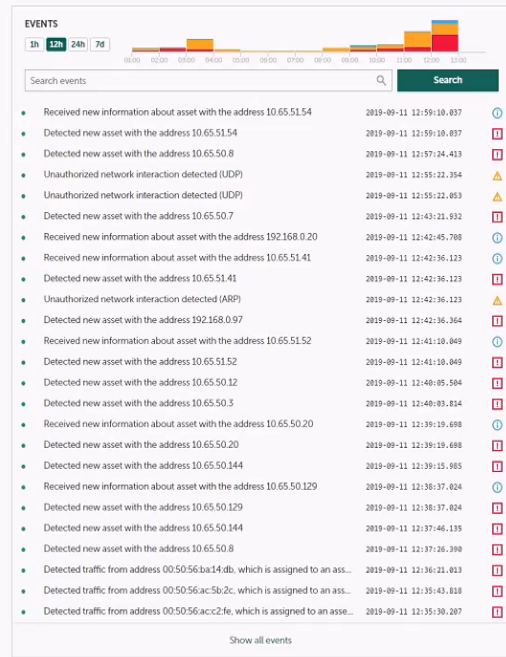 EVENTS
1h 12h 24h 7d
01:00 02:00 03:00 04:00 05:00 06:00 07:00 08:00 09:00 10:00 11:00 12:00 13:00
Search events Search
Received new information about asset with the address 10.65.51.54 2019-09-11 12:59:10.037
Detected new asset with the address 10.65.51.54 2019-09-11 12:59:10.037
Detected new asset with the address 10.65.50.8 2019-09-11 12:57:24.413
Unauthorized network interaction detected (UDP) 2019-09-11 12:55:22.354
Unauthorized network interaction detected (UDP) 2019-09-11 12:55:22.053
Detected new asset with the address 10.65.50.7 2019-09-11 12:43:21.932
Received new information about asset with the address 192.168.0.20 2019-09-11 12:42:45.708
Received new information about asset with the address 10.65.51.41 2019-09-11 12:42:36.123
Detected new asset with the address 10.65.51.41 2019-09-11 12:42:36.123
Unauthorized network interaction detected (ARP) 2019-09-11 12:42:36.123
Detected new asset with the address 192.168.0.97 2019-09-11 12:42:36.364
Received new information about asset with the address 10.65.51.52 2019-09-11 12:41:10.049
Detected new asset with the address 10.65.51.52 2019-09-11 12:41:10.049
Detected new asset with the address 10.65.50.12 2019-09-11 12:40:05.504
Detected new asset with the address 10.65.50.3 2019-09-11 12:40:03.814
Received new information about asset with the address 10.65.50.20 2019-09-11 12:39:19.698
Detected new asset with the address 10.65.50.20 2019-09-11 12:39:19.698
Detected new asset with the address 10.65.50.144 2019-09-11 12:39:15.985
Received new information about asset with the address 10.65.50.129 2019-09-11 12:38:37.024
Detected new asset with the address 10.65.50.129 2019-09-11 12:38:37.024
Detected new asset with the address 10.65.50.144 2019-09-11 12:37:46.135
Detected new asset with the address 10.65.50.8 2019-09-11 12:37:26.390
Detected traffic from address 00:50:56:ba:14:db, which is assigned to an ass... 2019-09-11 12:36:21.013
Detected traffic from address 00:50:56:ac:5b:2c, which is assigned to an ass... 2019-09-11 12:35:43.818
Detected traffic from address 00:50:56:ac:c2:fe, which is assigned to an asse... 2019-09-11 12:35:30.207
Show all events